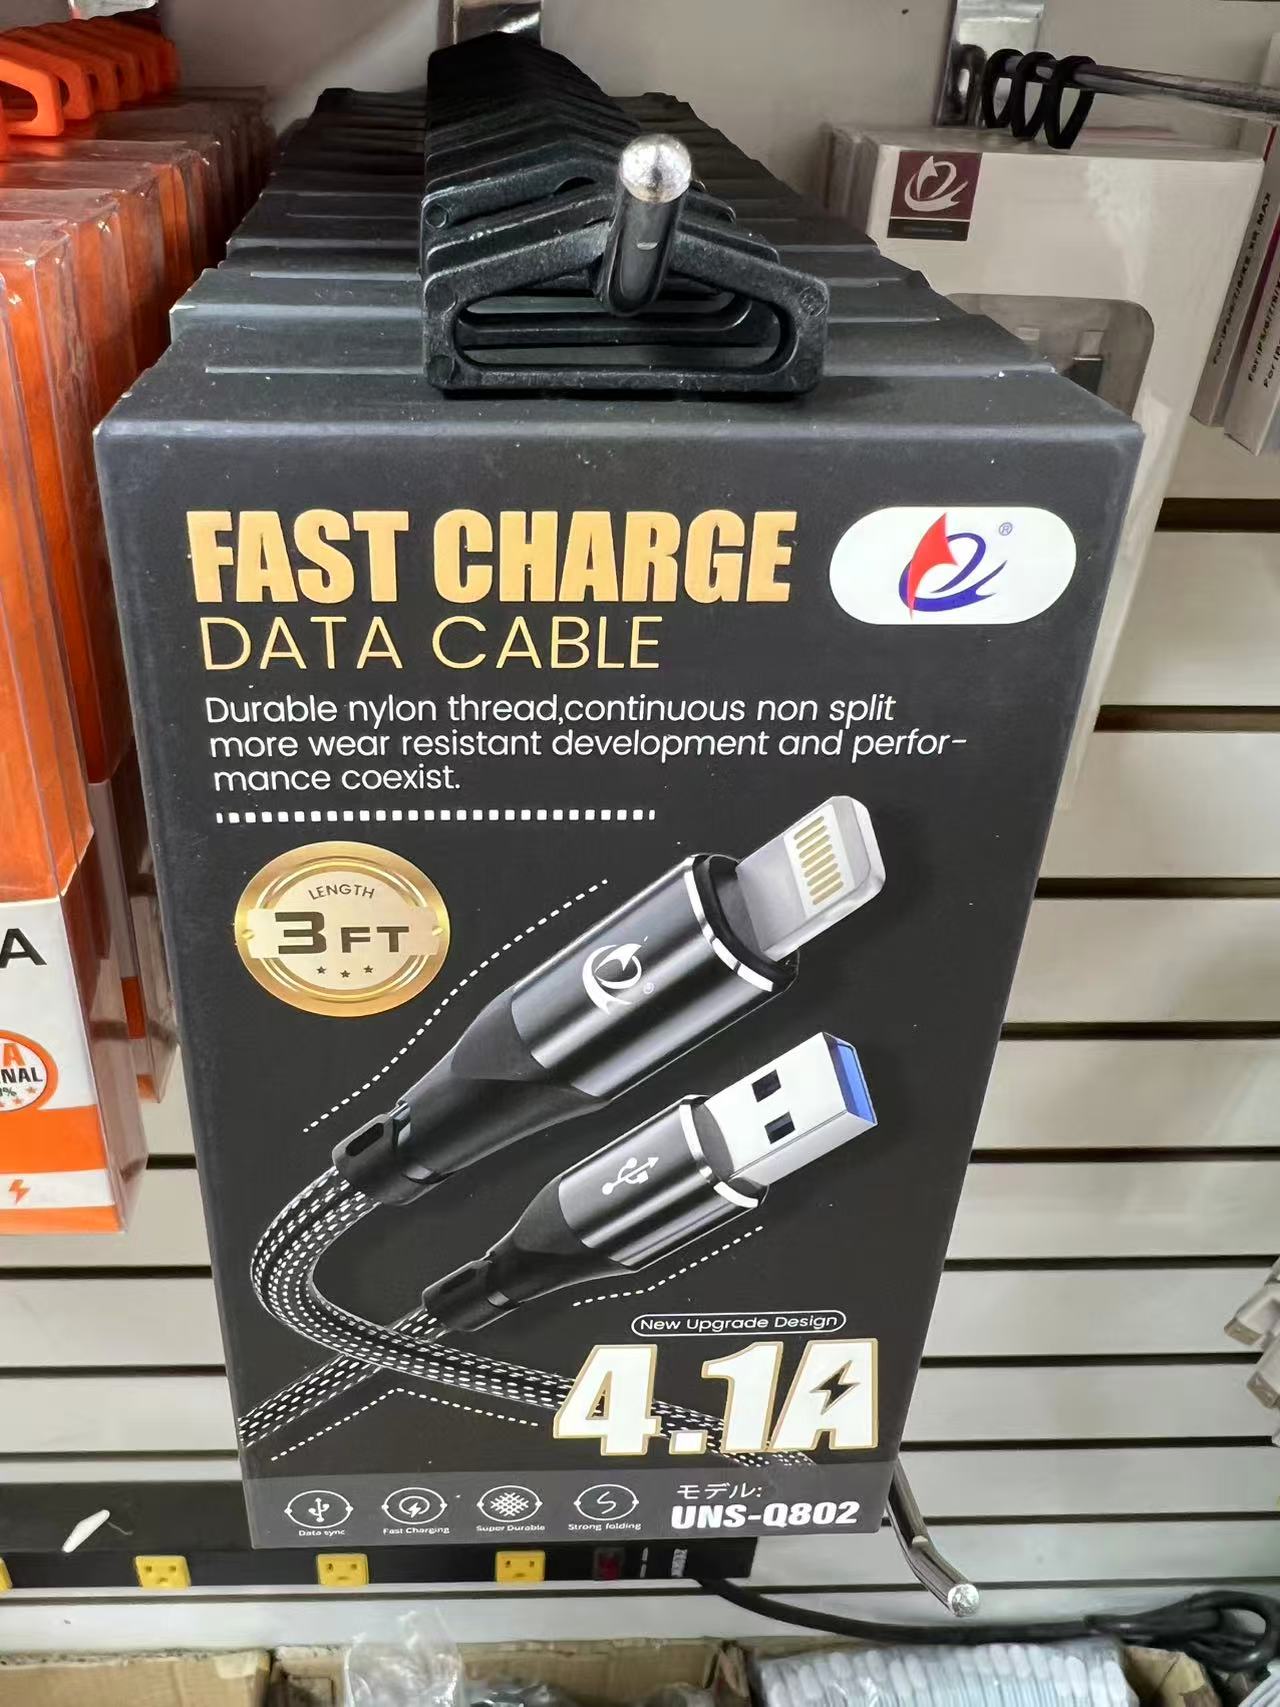 FAST CHARGE
DATA CABLE
Durable nylon thread,continuous non split
more wear resistant development and perfor-
mance coexist.
LENGTH
3 FT
New Upgrade Design
4.1A
Data sync
Fast Charging
Super Durable
Strong folding
モデル:
UNS-Q802
A
A
NAL
®
®